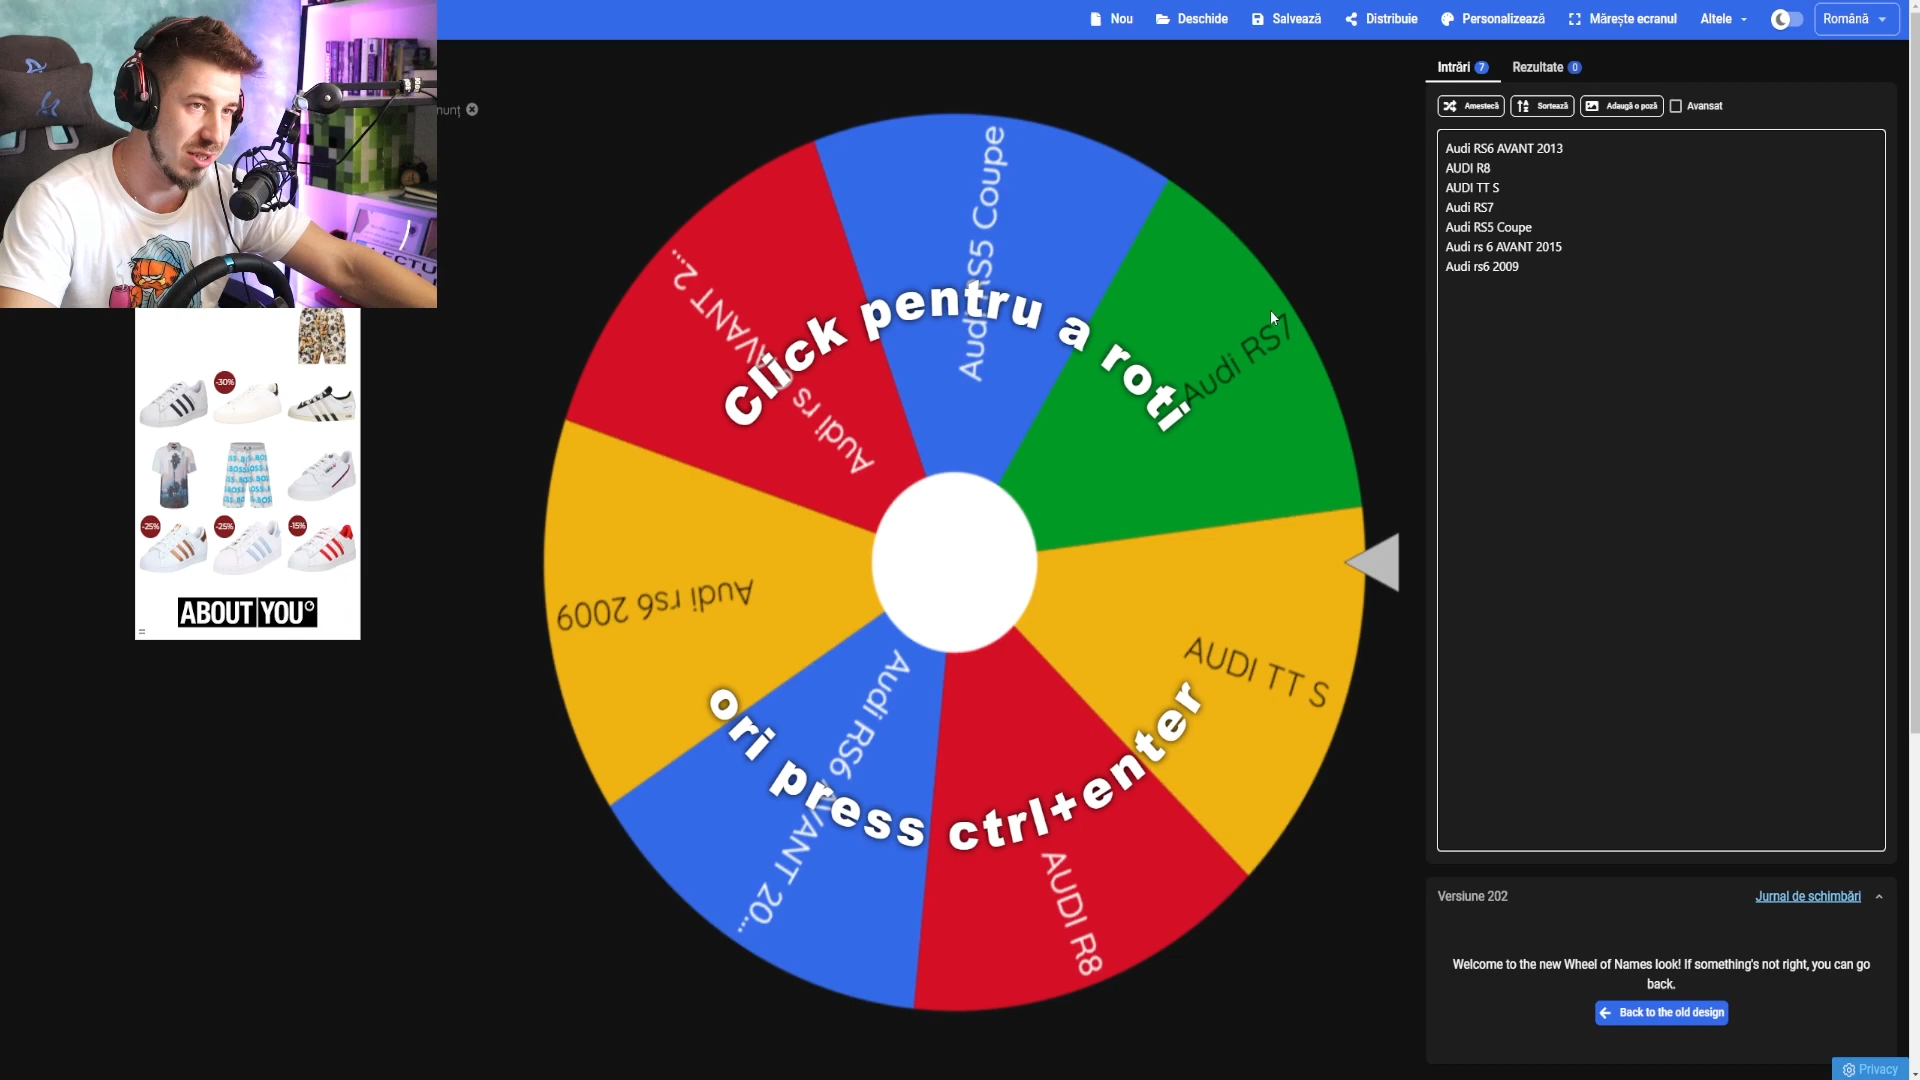 Nou
Deschide
Salvează
Distribuie
Personalizează
Mărește ecranul
Altele
Română
Intrări 7
Rezultate 0
Amestecă
Sortează
Adaugă o poză
Avansat
Audi RS6 AVANT 2013
AUDI R8
AUDI TT S
Audi RS7
Audi RS5 Coupe
Audi rs 6 AVANT 2015
Audi rs6 2009
Click pentru a roti
ori press ctrl+enter
Audi RS5 Coupe
Audi RS7
AUDI TT S
AUDI R8
Audi RS6 AVANT 20...
Audi rs6 2009
Audi rs 6 AVANT 2...
-30%
-25%
-25%
-15%
ABOUT YOU
Versiune 202
Jurnal de schimbări
Welcome to the new Wheel of Names look! If something's not right, you can go
back.
Back to the old design
Privacy